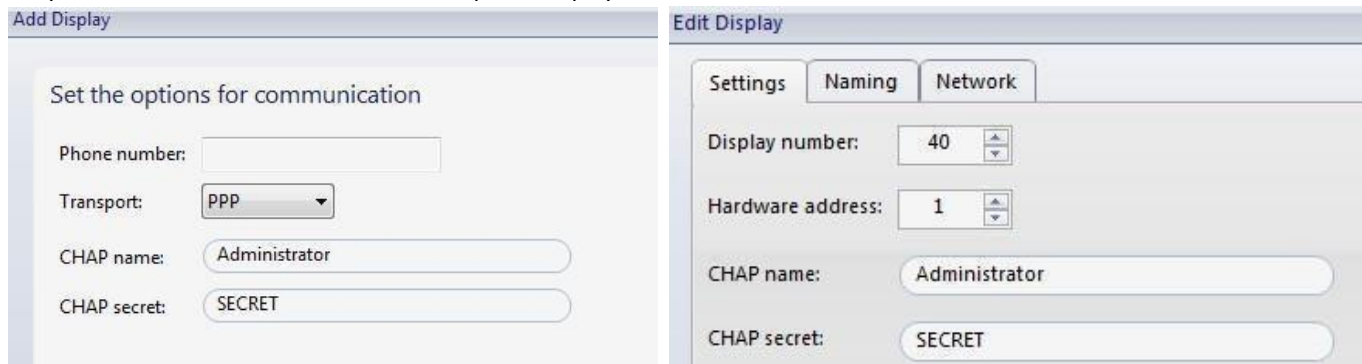 Add Display
Set the options for communication
Phone number:
Transport: PPP
CHAP name: Administrator
CHAP secret: SECRET
Edit Display
Settings Naming Network
Display number: 40
Hardware address: 1
CHAP name: Administrator
CHAP secret: SECRET